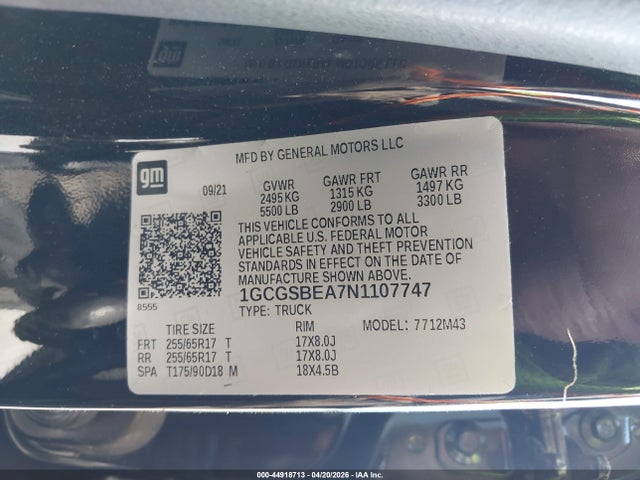 MFD BY GENERAL MOTORS LLC
gm
09/21
GVWR GAWR FRT GAWR RR
2495 KG 1315 KG 1497 KG
5500 LB 2900 LB 3300 LB
THIS VEHICLE CONFORMS TO ALL
APPLICABLE U.S. FEDERAL MOTOR
VEHICLE SAFETY AND THEFT PREVENTION
STANDARDS IN EFFECT ON THE DATE OF
MANUFACTURE SHOWN ABOVE.
1GCGSBEA7N1107747
8555
TYPE: TRUCK
TIRE SIZE RIM MODEL: 7712M43
FRT 255/65R17 T 17X8.0J
RR 255/65R17 T 17X8.0J
SPA T175/90D18 M 18X4.5B
000-44918713 - 04/20/2026 - IAA Inc.